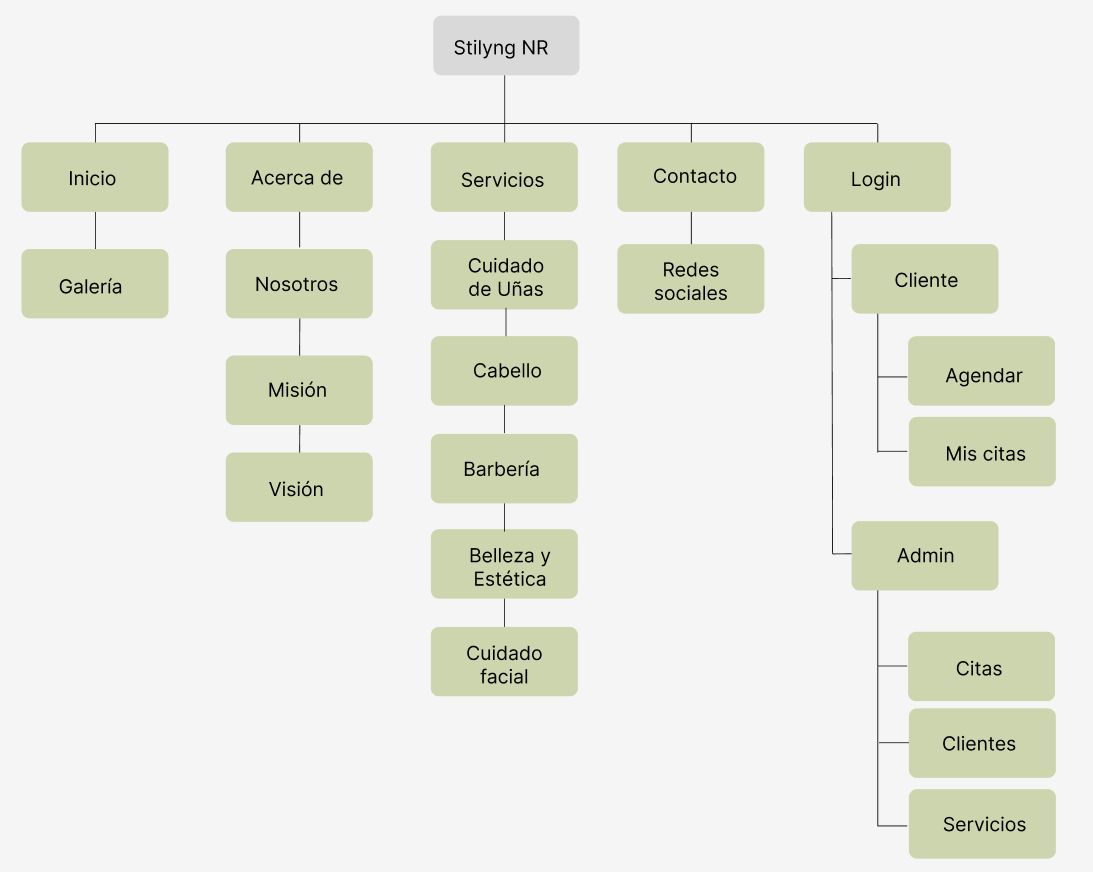 Stilyng NR
Inicio
Acerca de
Servicios
Contacto
Login
Galería
Nosotros
Misión
Visión
Cuidado
de Uñas
Cabello
Barbería
Belleza y
Estética
Cuidado
facial
Redes
sociales
Cliente
Agendar
Mis citas
Admin
Citas
Clientes
Servicios